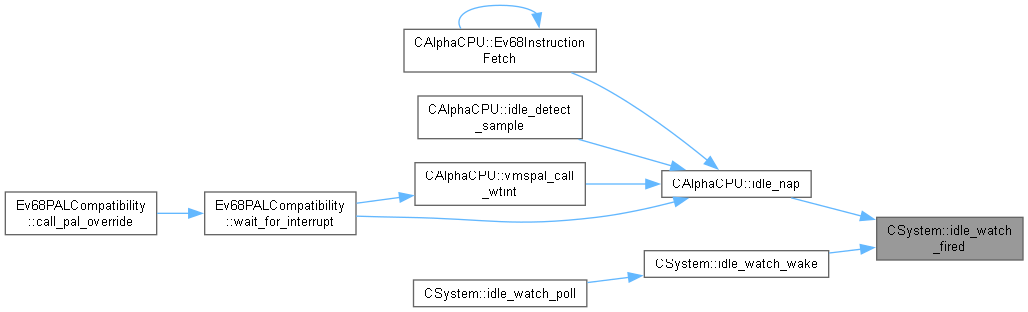 CAlphaCPU::Ev68Instruction
Fetch
CAlphaCPU::idle_detect
_sample
CAlphaCPU::vmspal_call
_wtint
CAlphaCPU::idle_nap
Ev68PALCompatibility
::call_pal_override
Ev68PALCompatibility
::wait_for_interrupt
CSystem::idle_watch
_fired
CSystem::idle_watch_wake
CSystem::idle_watch_poll